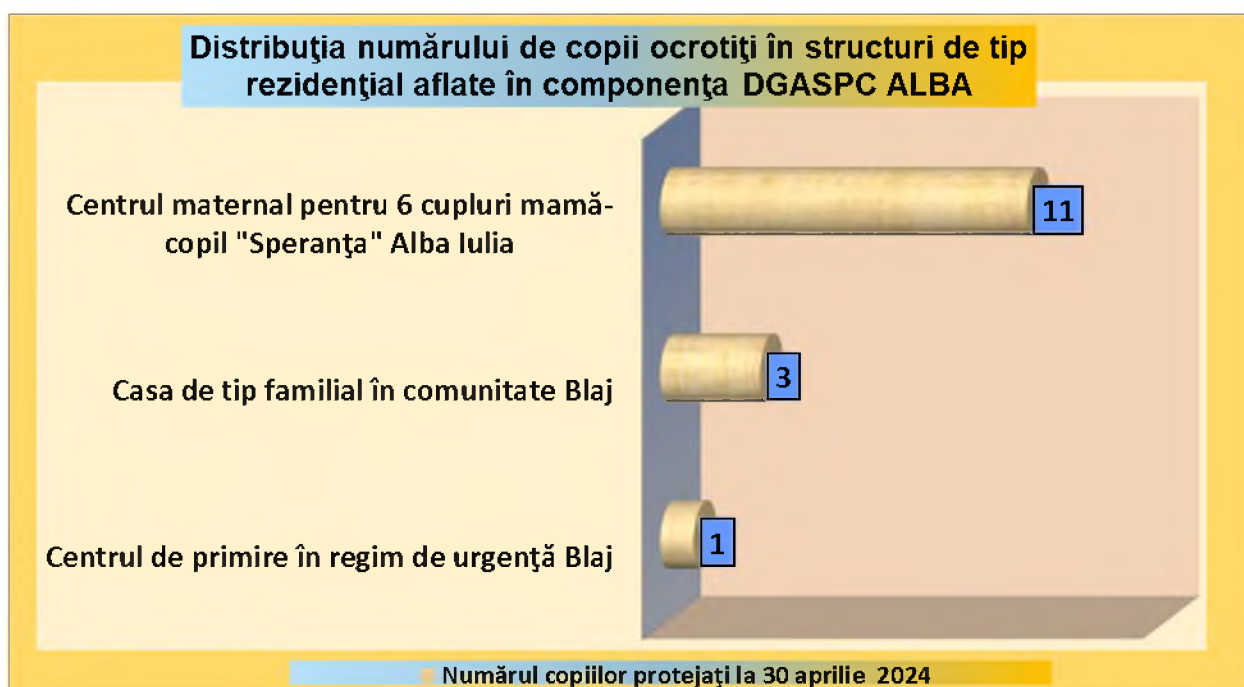 Distribuţia numărului de copii ocrotiţi în structuri de tip
rezidenţial aflate în componenţa DGASPC ALBA
Centrul maternal pentru 6 cupluri mamă-
copil "Speranţa" Alba Iulia
11
Casa de tip familial în comunitate Blaj
3
Centrul de primire în regim de urgenţă Blaj
1
Numărul copiilor protejaţi la 30 aprilie 2024